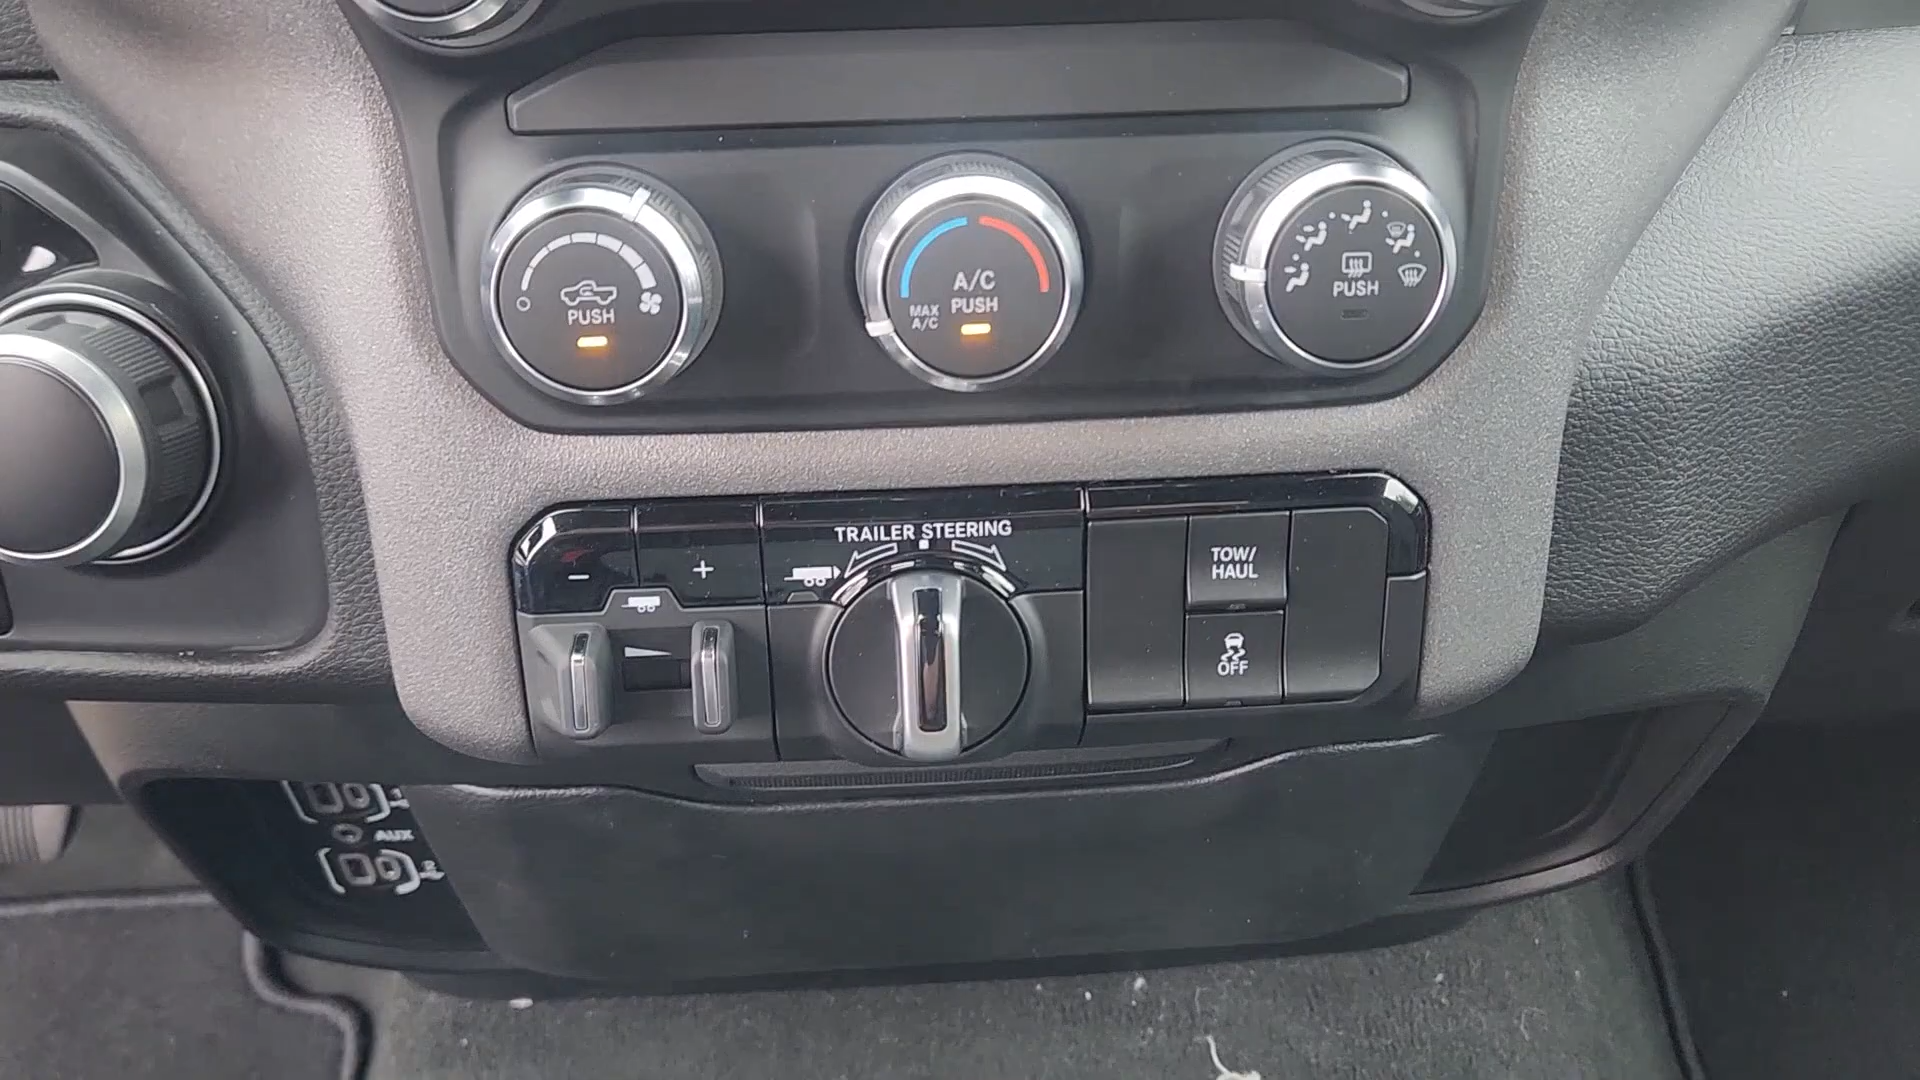 PUSH
A/C
PUSH
MAX
A/C
PUSH
- +
TRAILER STEERING
TOW/
HAUL
OFF
AUX